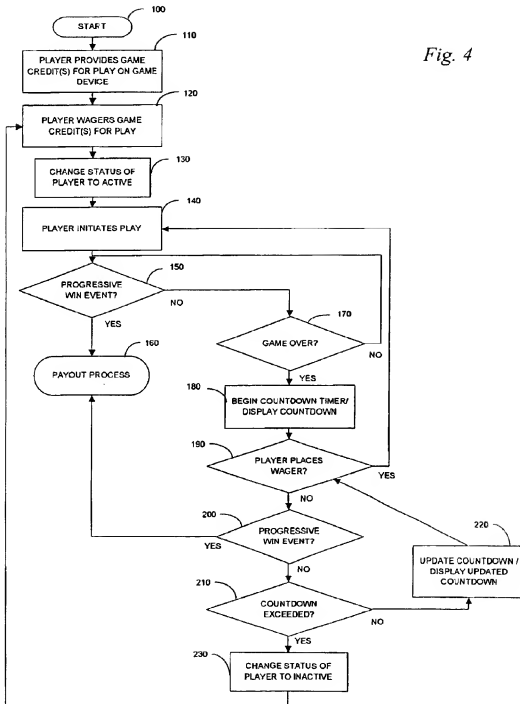 100
START
Fig. 4
110
PLAYER PROVIDES GAME
CREDIT(S) FOR PLAY ON GAME
DEVICE
120
PLAYER WAGERS GAME
CREDIT(S) FOR PLAY
130
CHANGE STATUS OF
PLAYER TO ACTIVE
140
PLAYER INITIATES PLAY
150
PROGRESSIVE
WIN EVENT?
NO
YES
160
PAYOUT PROCESS
170
GAME OVER?
NO
YES
180
BEGIN COUNTDOWN TIMER/
DISPLAY COUNTDOWN
190
PLAYER PLACES
WAGER?
YES
NO
200
PROGRESSIVE
WIN EVENT?
YES
NO
220
UPDATE COUNTDOWN /
DISPLAY UPDATED
COUNTDOWN
210
COUNTDOWN
EXCEEDED?
NO
YES
230
CHANGE STATUS OF
PLAYER TO INACTIVE